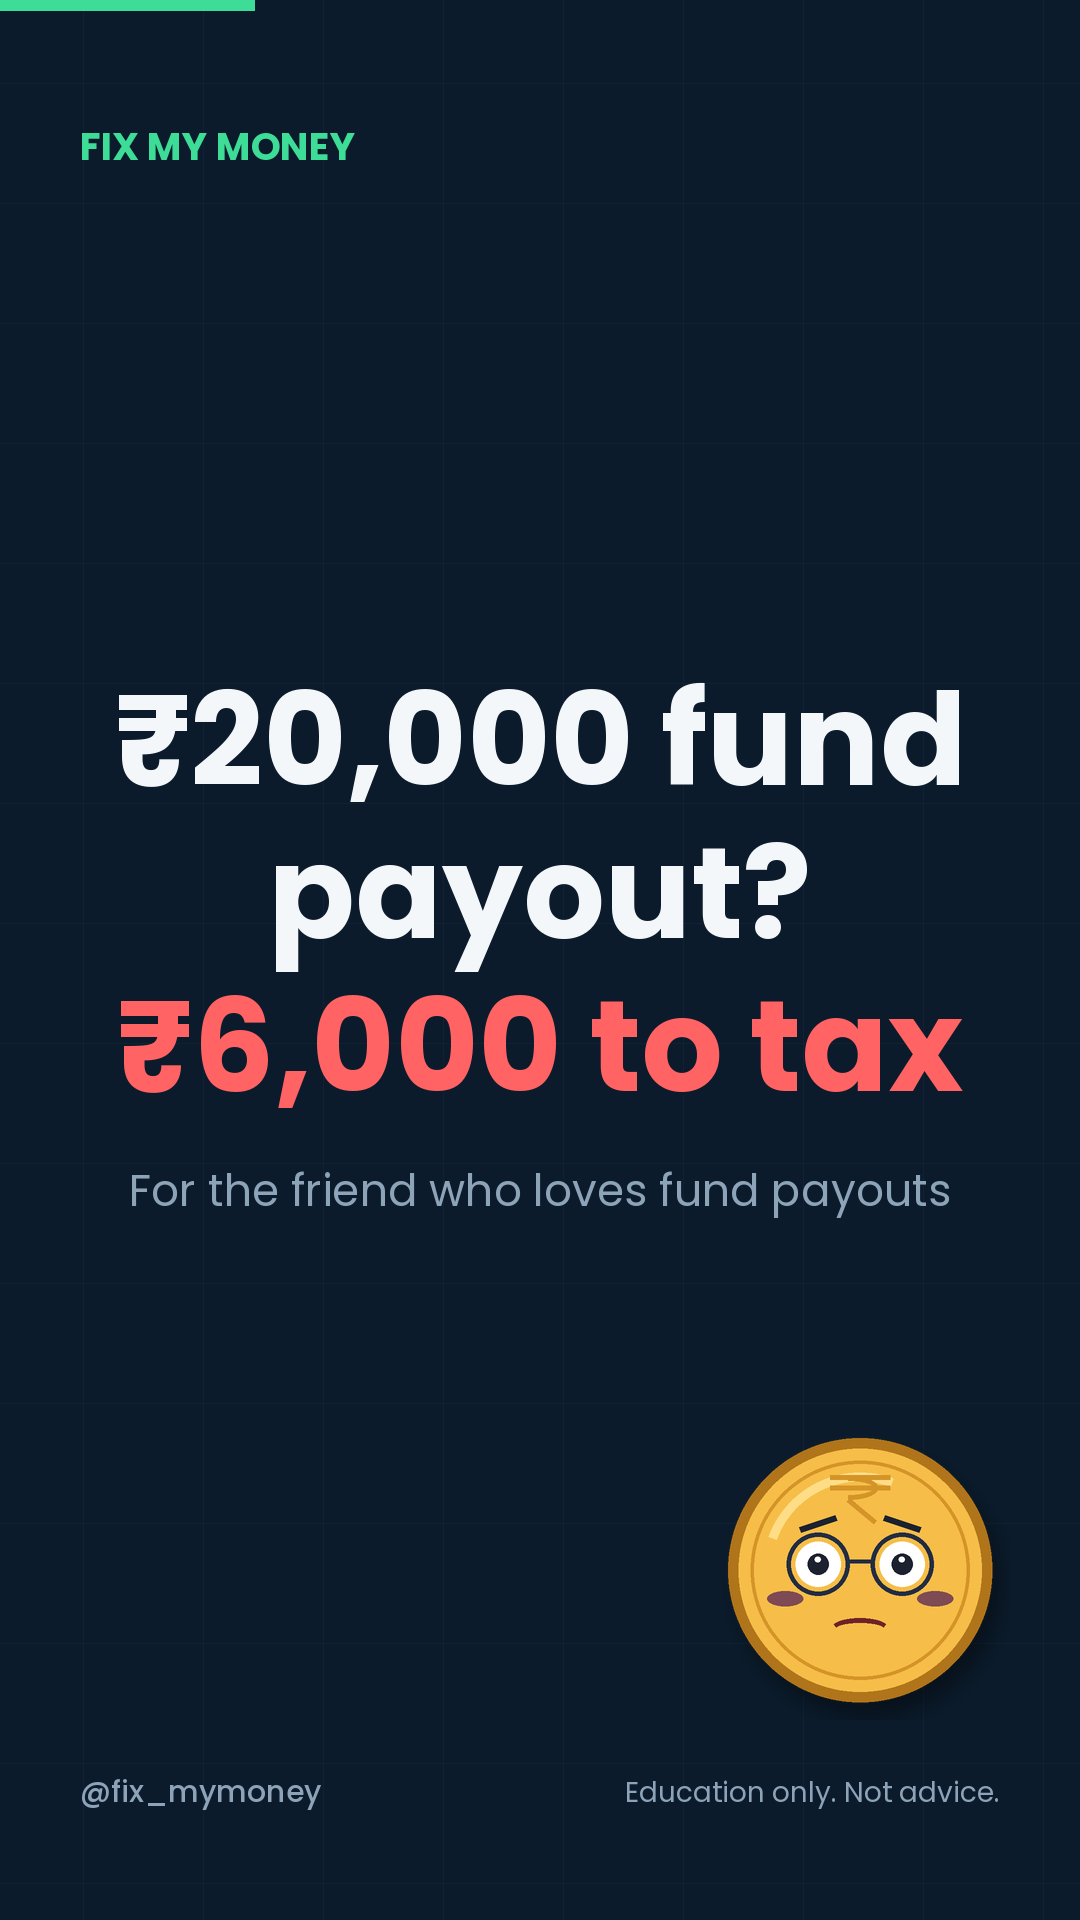 FIX MY MONEY
₹20,000 fund
payout?
₹6,000 to tax
For the friend who loves fund payouts
₹
@fix_mymoney
Education only. Not advice.